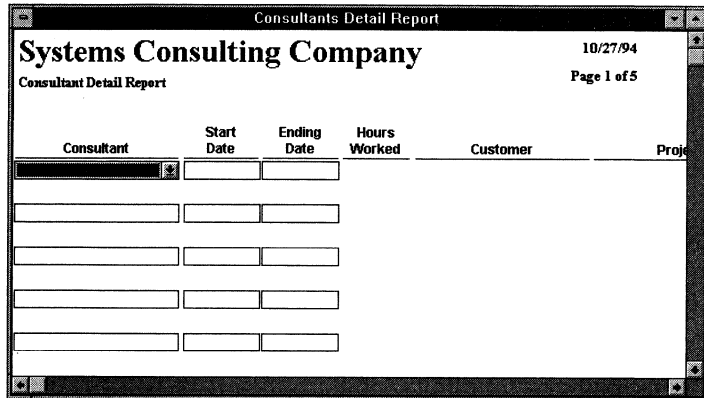 Consultants Detail Report
Systems Consulting Company
10/27/94
Consultant Detail Report
Page 1 of 5
Consultant Start Date Ending Date Hours Worked Customer Proje